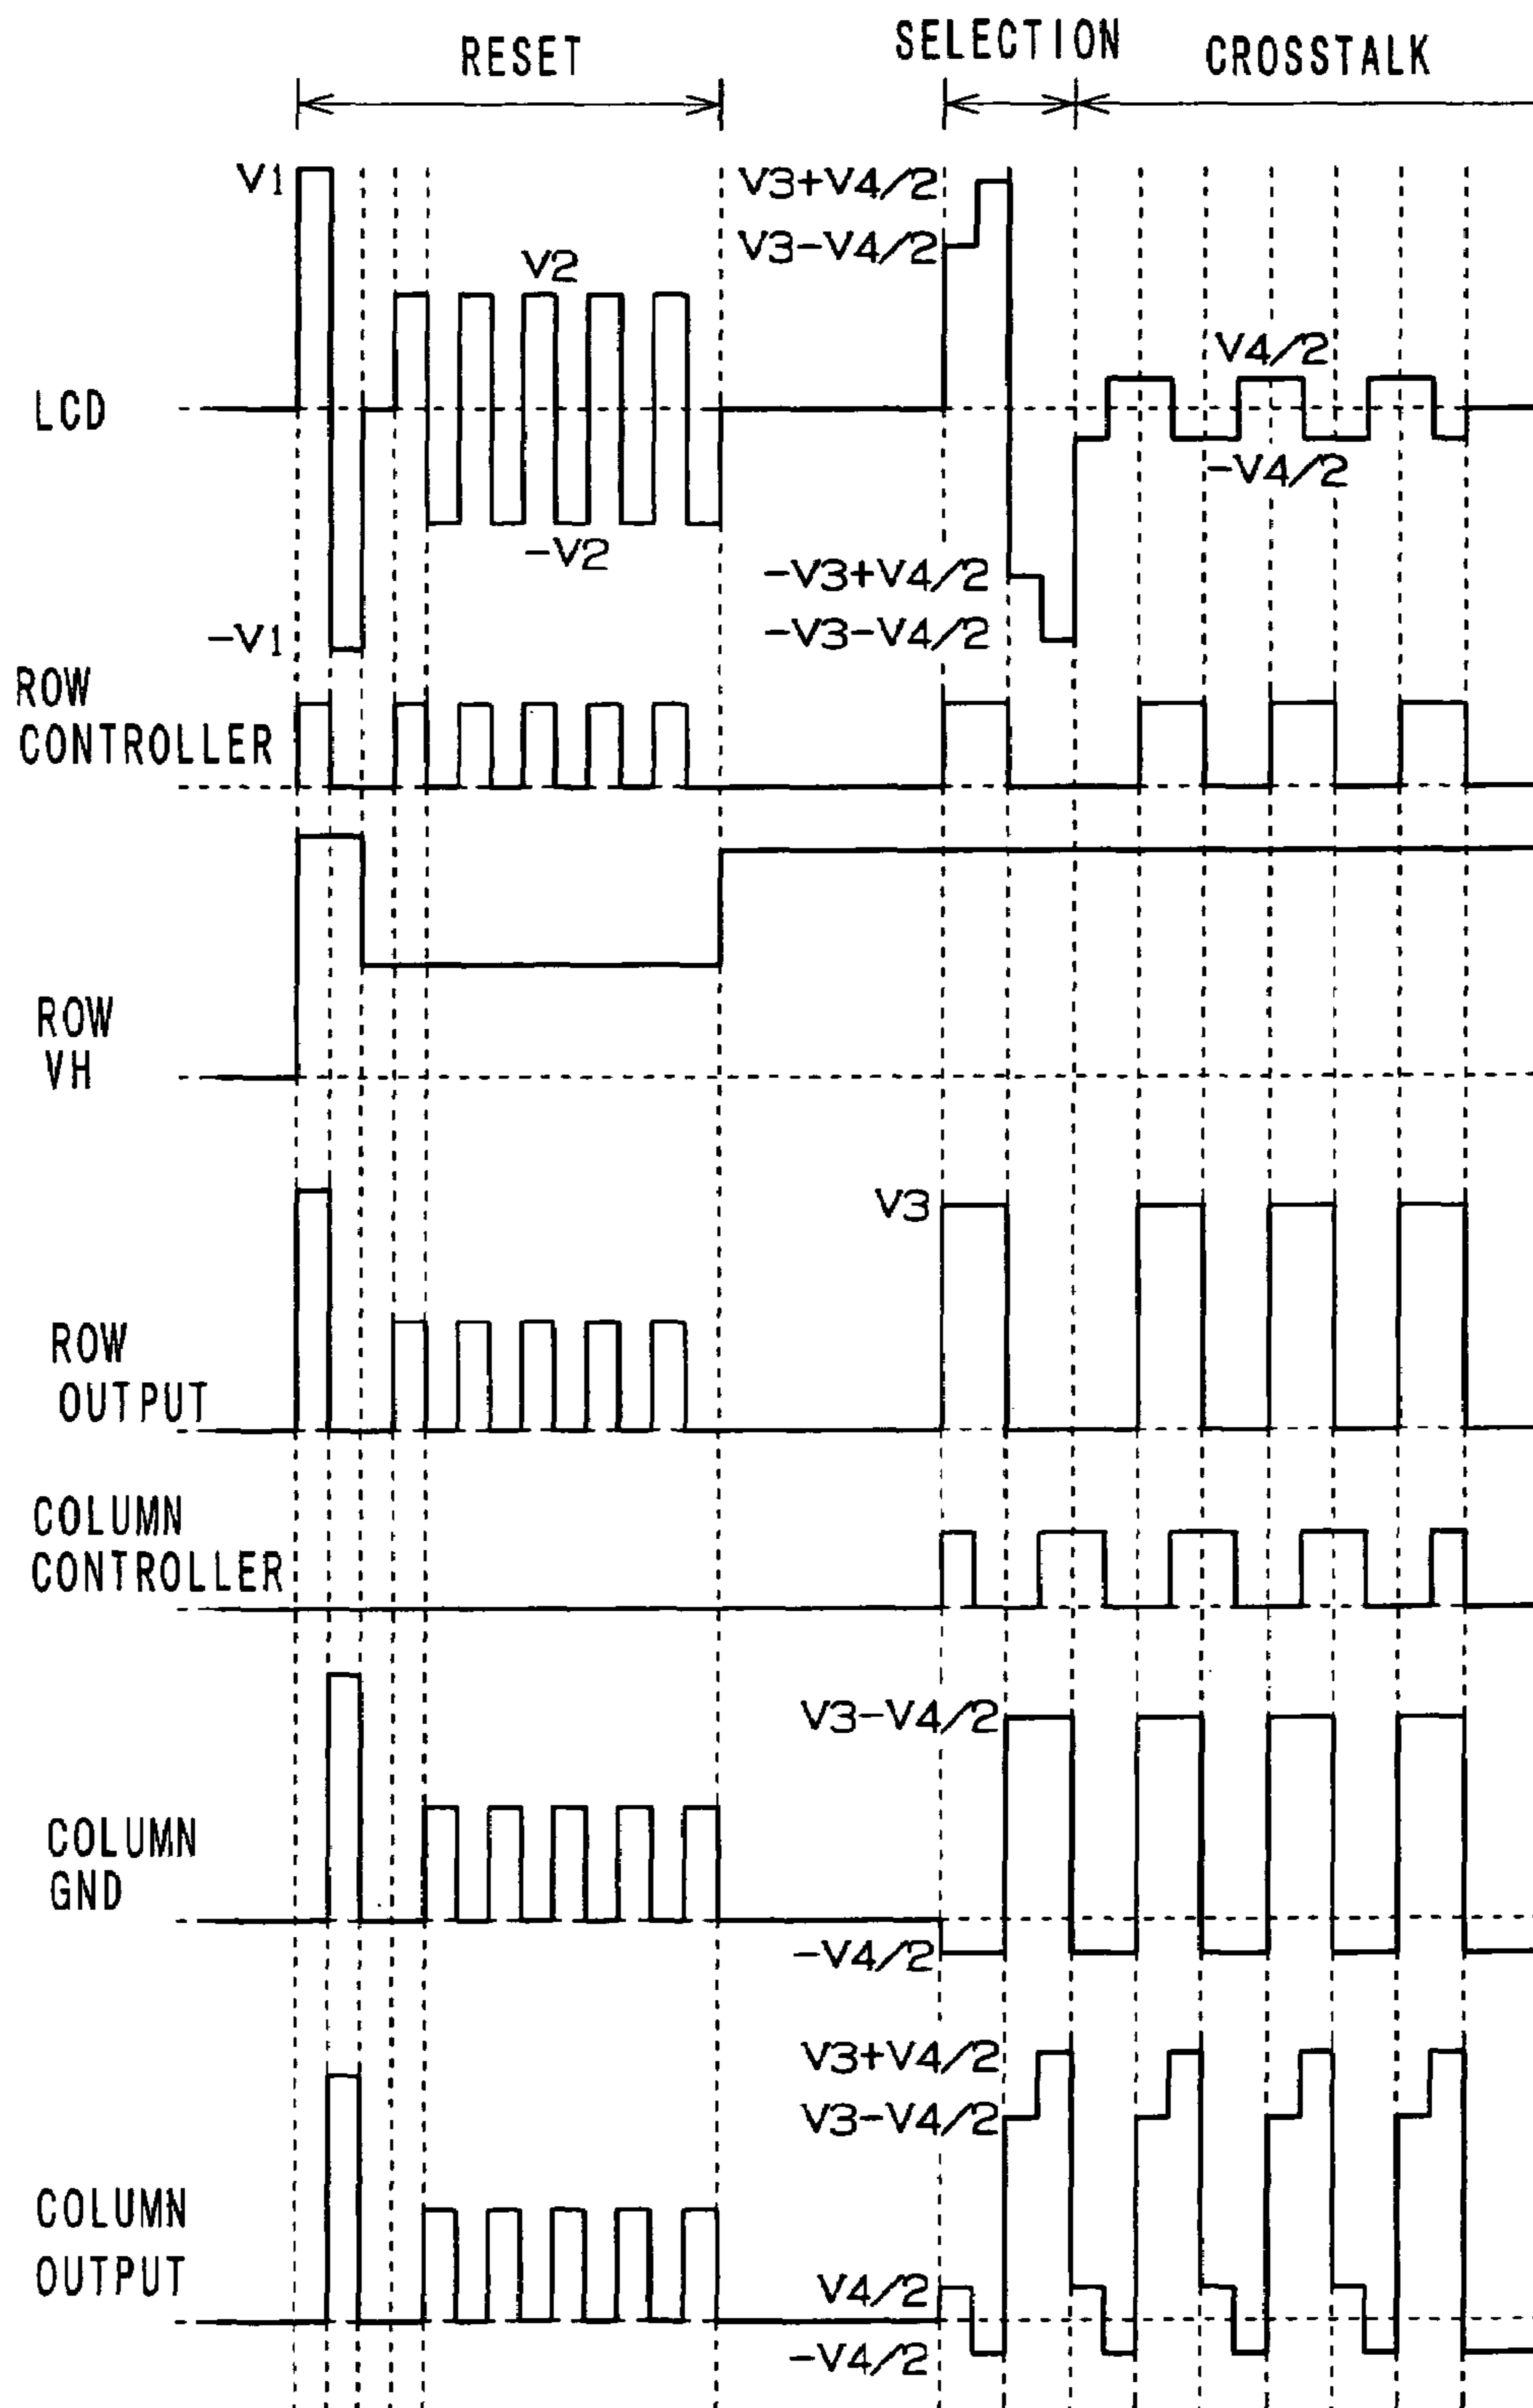 RESET
SELECTION
CROSSTALK
V1
V3+V4/2
V3-V4/2
V2
V4/2
LCD
-V4/2
-V2
-V3+V4/2
-V1
-V3-V4/2
ROW
CONTROLLER
ROW
VH
V3
ROW
OUTPUT
COLUMN
CONTROLLER
V3-V4/2
COLUMN
GND
-V4/2
V3+V4/2
V3-V4/2
COLUMN
OUTPUT
V4/2
-V4/2